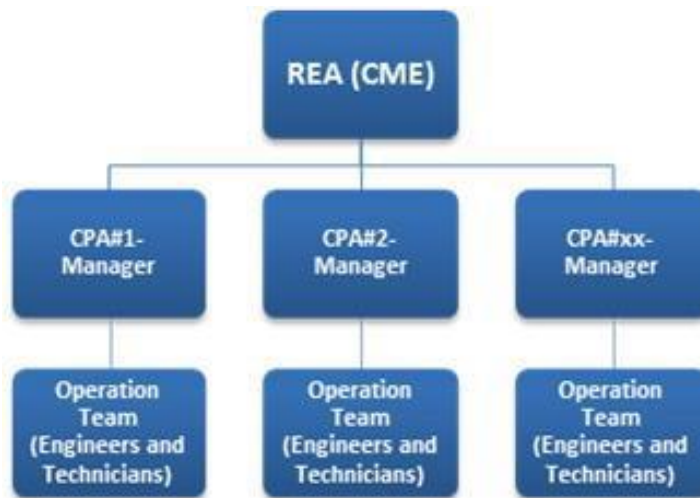 REA (CME)
CPA#1-
Manager
CPA#2-
Manager
CPA#xx-
Manager
Operation
Team
(Engineers and
Technicians)
Operation
Team
(Engineers and
Technicians)
Operation
Team
(Engineers and
Technicians)